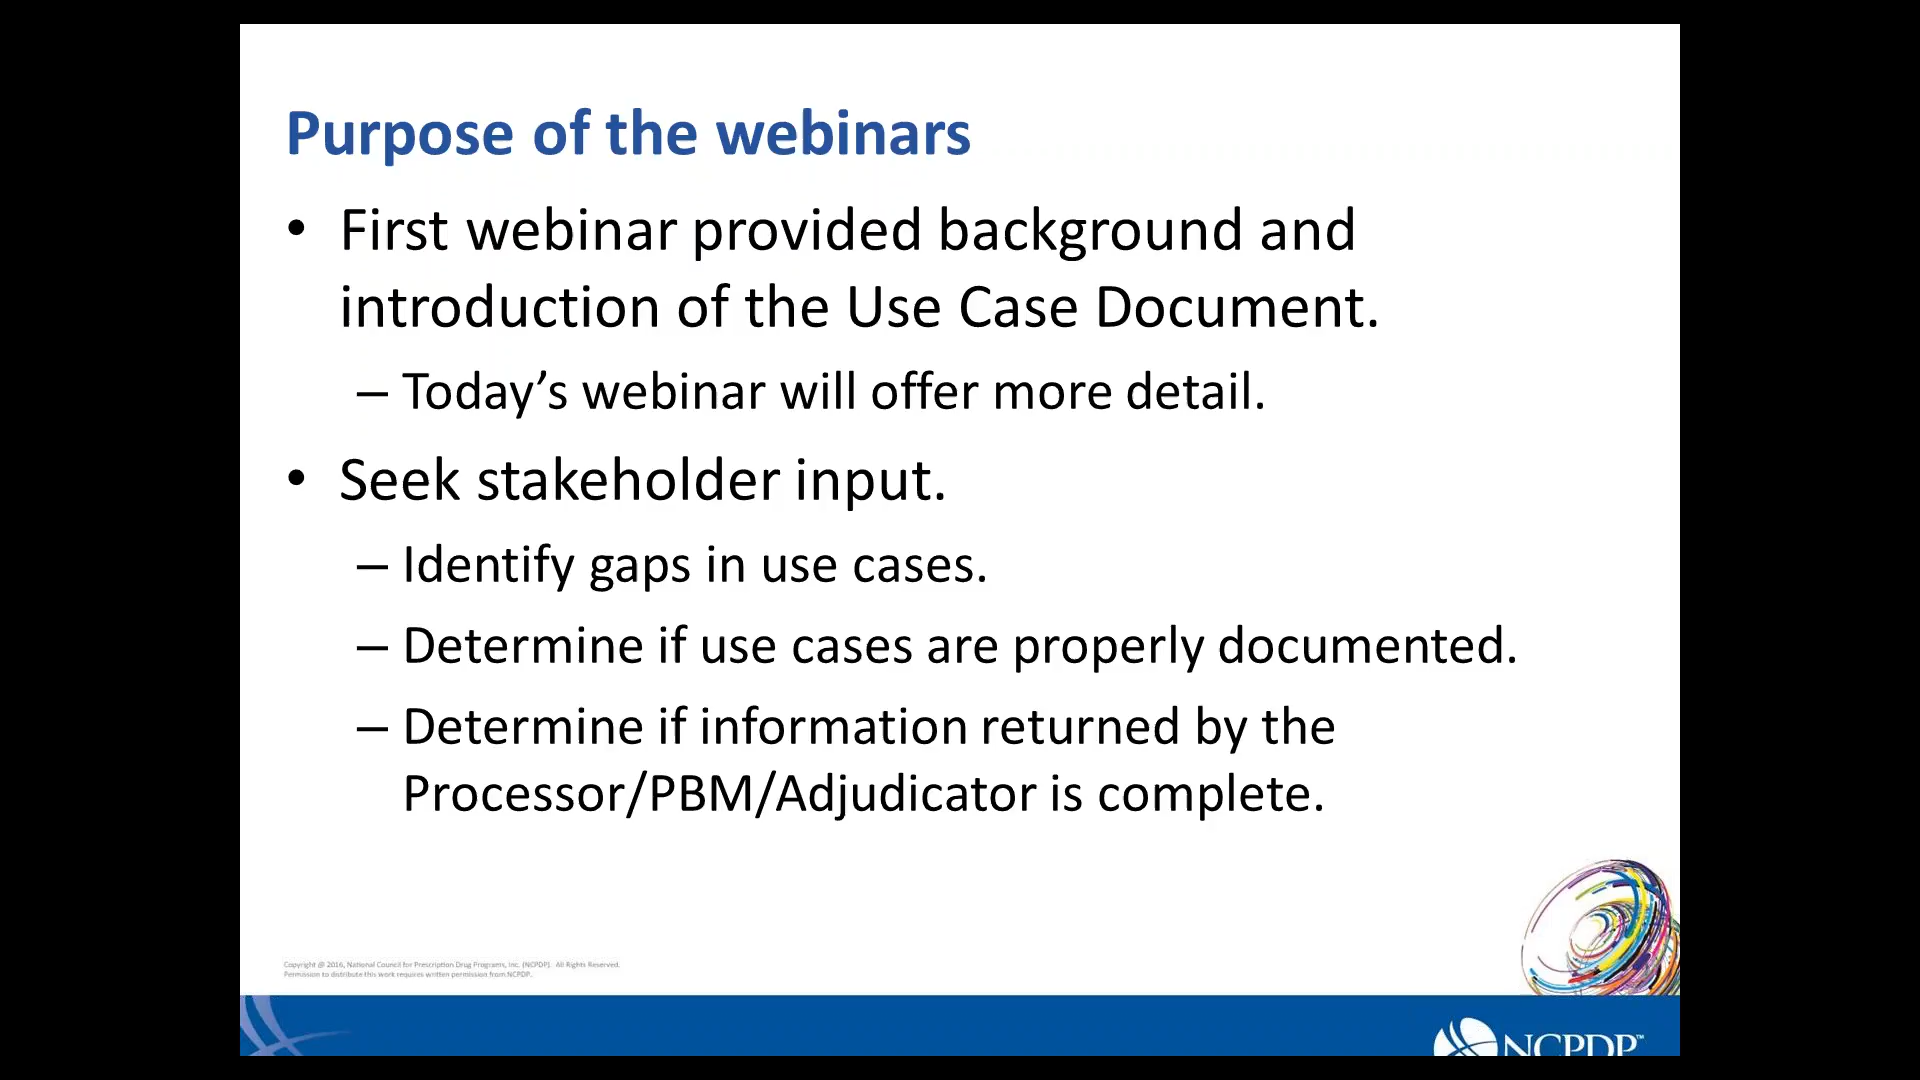 Purpose of the webinars
• First webinar provided background and
introduction of the Use Case Document.
– Today’s webinar will offer more detail.
• Seek stakeholder input.
– Identify gaps in use cases.
– Determine if use cases are properly documented.
– Determine if information returned by the
Processor/PBM/Adjudicator is complete.
Copyright @ 2016, National Council for Prescription Drug Programs, Inc. (NCPDP). All Rights Reserved.
Permission to distribute this work requires written permission from NCPDP.
NCPDP™